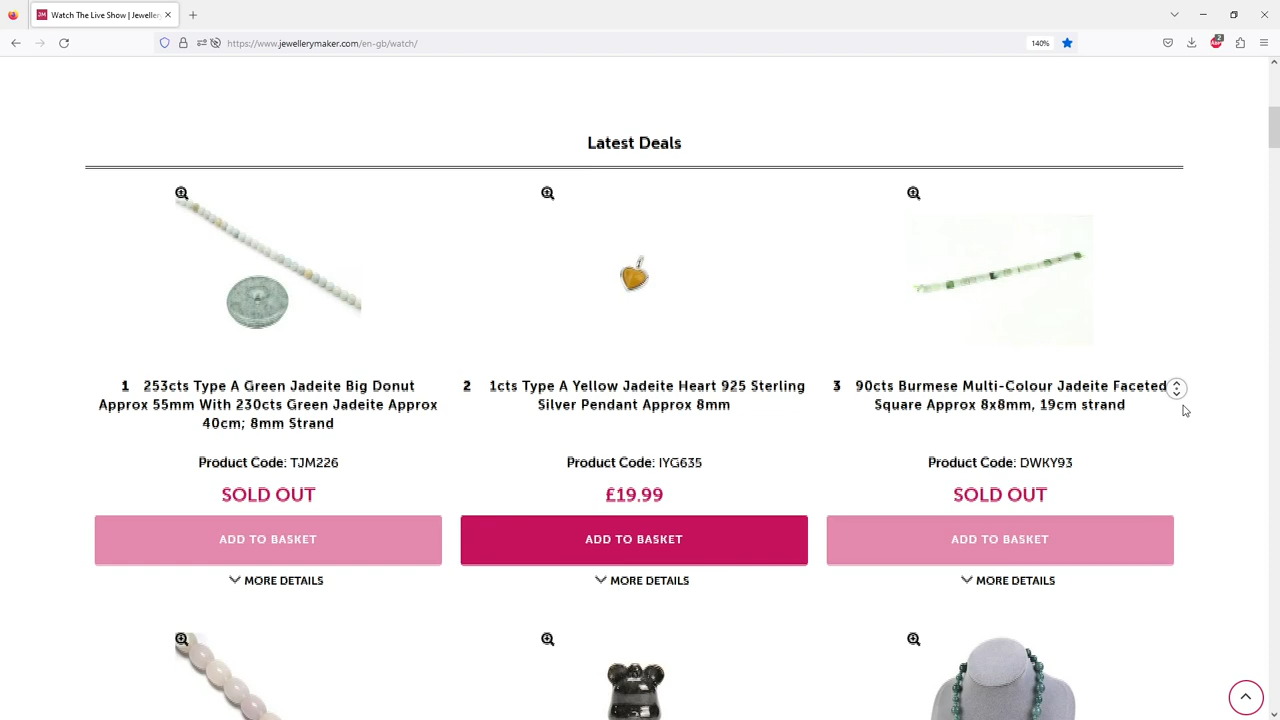 JM Watch The Live Show | Jeweller
https://www.jewellerymaker.com/en-gb/watch/
140%
2
Latest Deals
1 253cts Type A Green Jadeite Big Donut
Approx 55mm With 230cts Green Jadeite Approx
40cm; 8mm Strand
Product Code: TJM226
SOLD OUT
ADD TO BASKET
MORE DETAILS
2 1cts Type A Yellow Jadeite Heart 925 Sterling
Silver Pendant Approx 8mm
Product Code: IYG635
£19.99
ADD TO BASKET
MORE DETAILS
3 90cts Burmese Multi-Colour Jadeite Faceted
Square Approx 8x8mm, 19cm strand
Product Code: DWKY93
SOLD OUT
ADD TO BASKET
MORE DETAILS